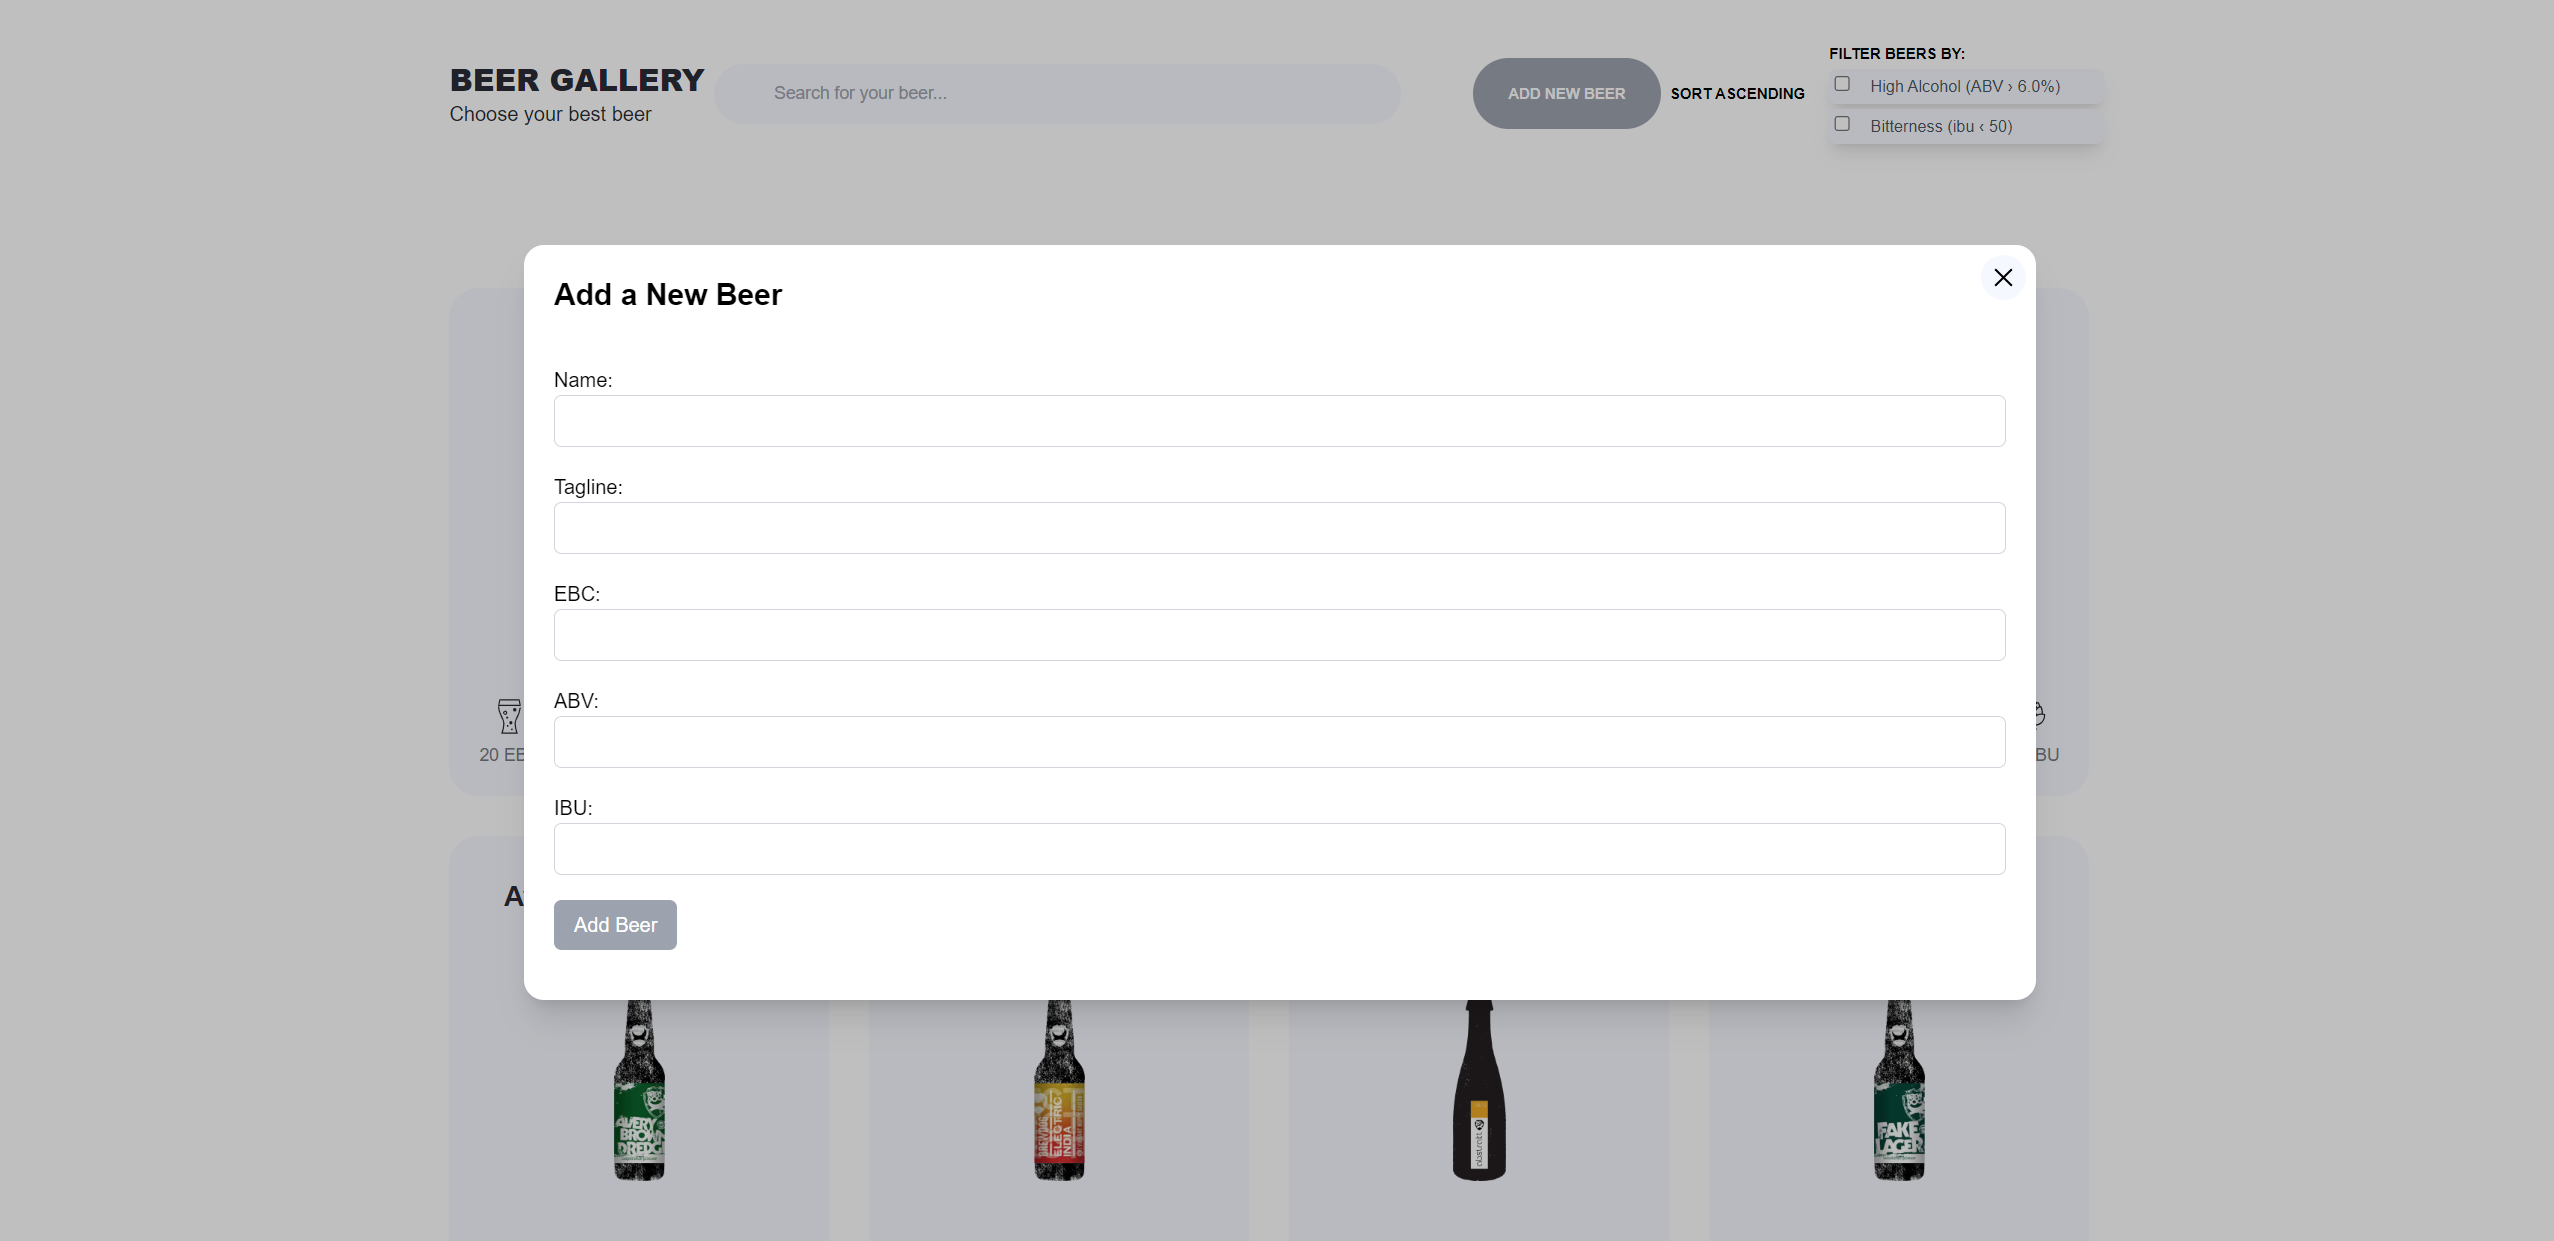 BEER GALLERY
Choose your best beer
Search for your beer...
ADD NEW BEER
SORT ASCENDING
FILTER BEERS BY:
High Alcohol (ABV › 6.0%)
Bitterness (ibu ‹ 50)
Add a New Beer
Name:
Tagline:
EBC:
ABV:
IBU:
Add Beer
20 EB
BU
A
AVERY
BROWN
DREDGE
BREWDOG
ELECTRIC
INDIA
abstrakt
FAKE
LAGER